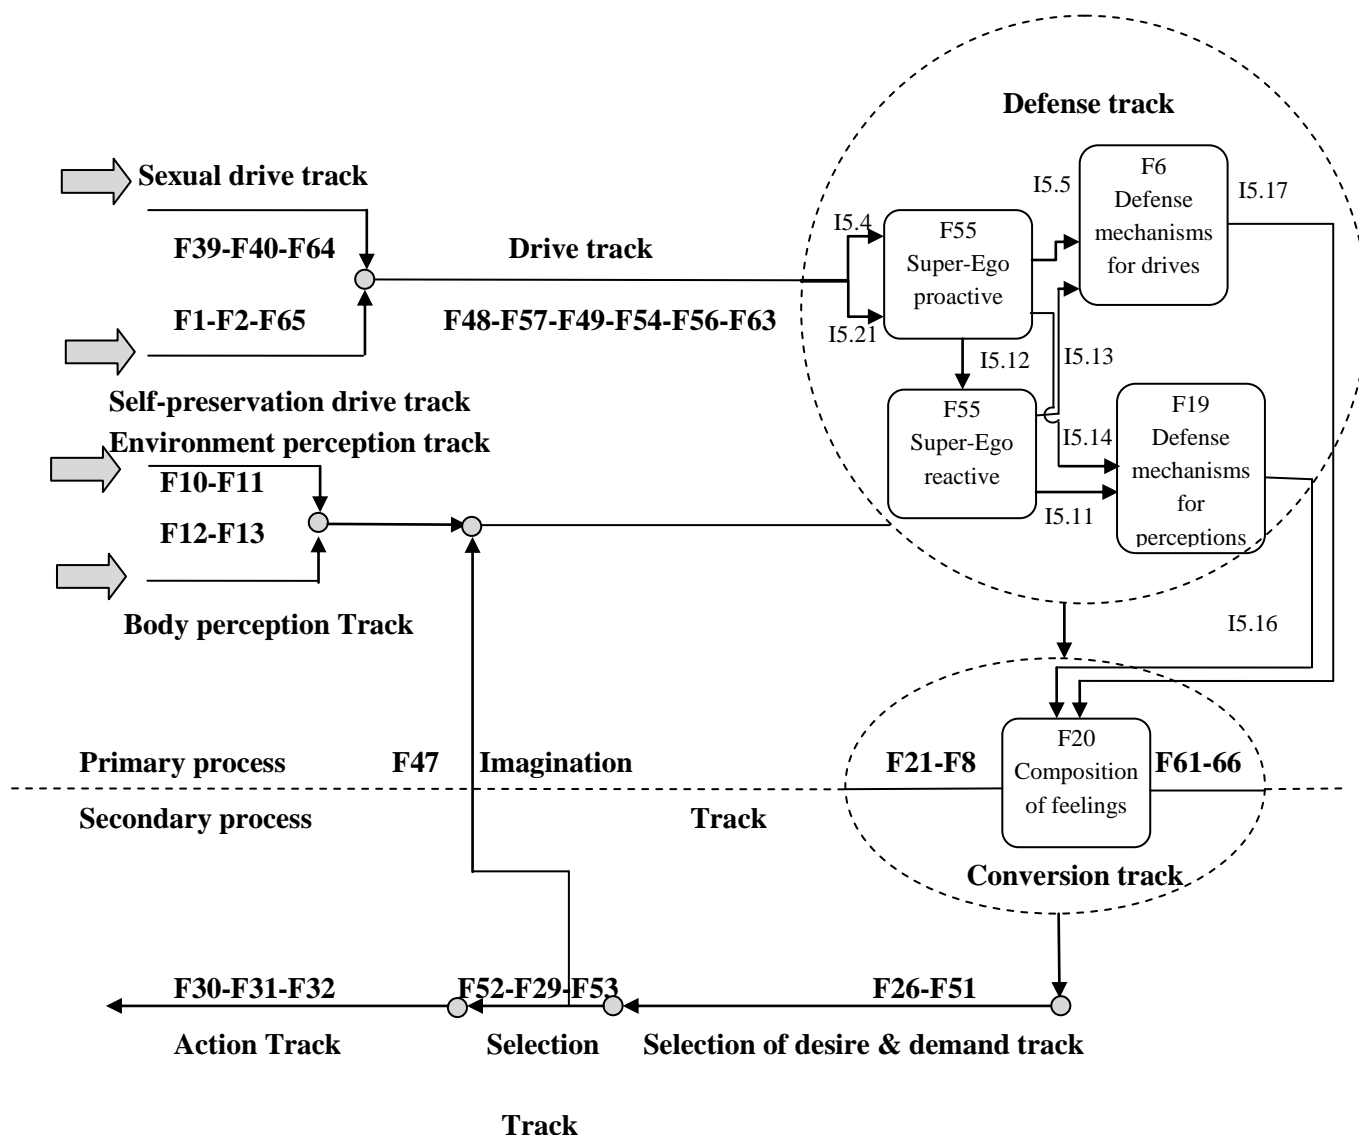 Defense track
Sexual drive track
F39-F40-F64
Drive track
F1-F2-F65
F48-F57-F49-F54-F56-F63
Self-preservation drive track
I5.4
I5.21
F55
Super-Ego
proactive
I5.5
F6
Defense
mechanisms
for drives
I5.17
I5.12
I5.13
F55
Super-Ego
reactive
I5.14
I5.11
F19
Defense
mechanisms
for
perceptions
Environment perception track
F10-F11
F12-F13
Body perception Track
I5.16
Primary process
F47
Imagination
F21-F8
F20
Composition
of feelings
F61-66
Secondary process
Track
Conversion track
F30-F31-F32
F52-F29-F53
F26-F51
Action Track
Selection
Selection of desire & demand track
Track